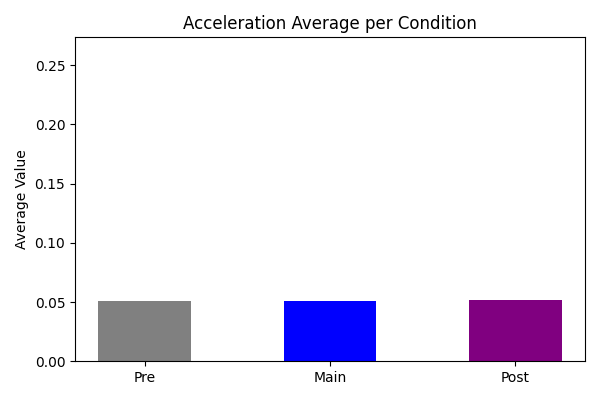 Acceleration Average per Condition
0.25
0.20
0.15
0.10
0.05
0.00
Average Value
Pre
Main
Post